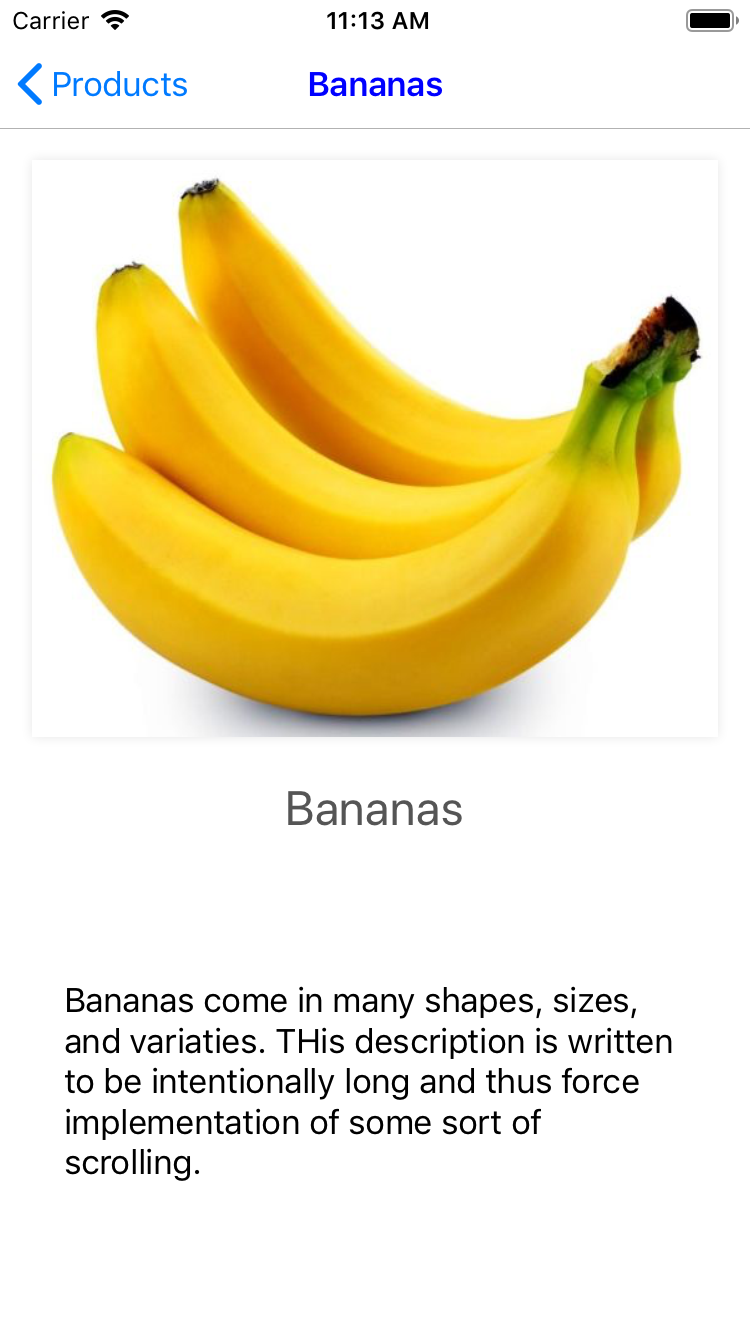 Carrier 11:13 AM
Products Bananas
Bananas
Bananas come in many shapes, sizes,
and variaties. THis description is written
to be intentionally long and thus force
implementation of some sort of
scrolling.